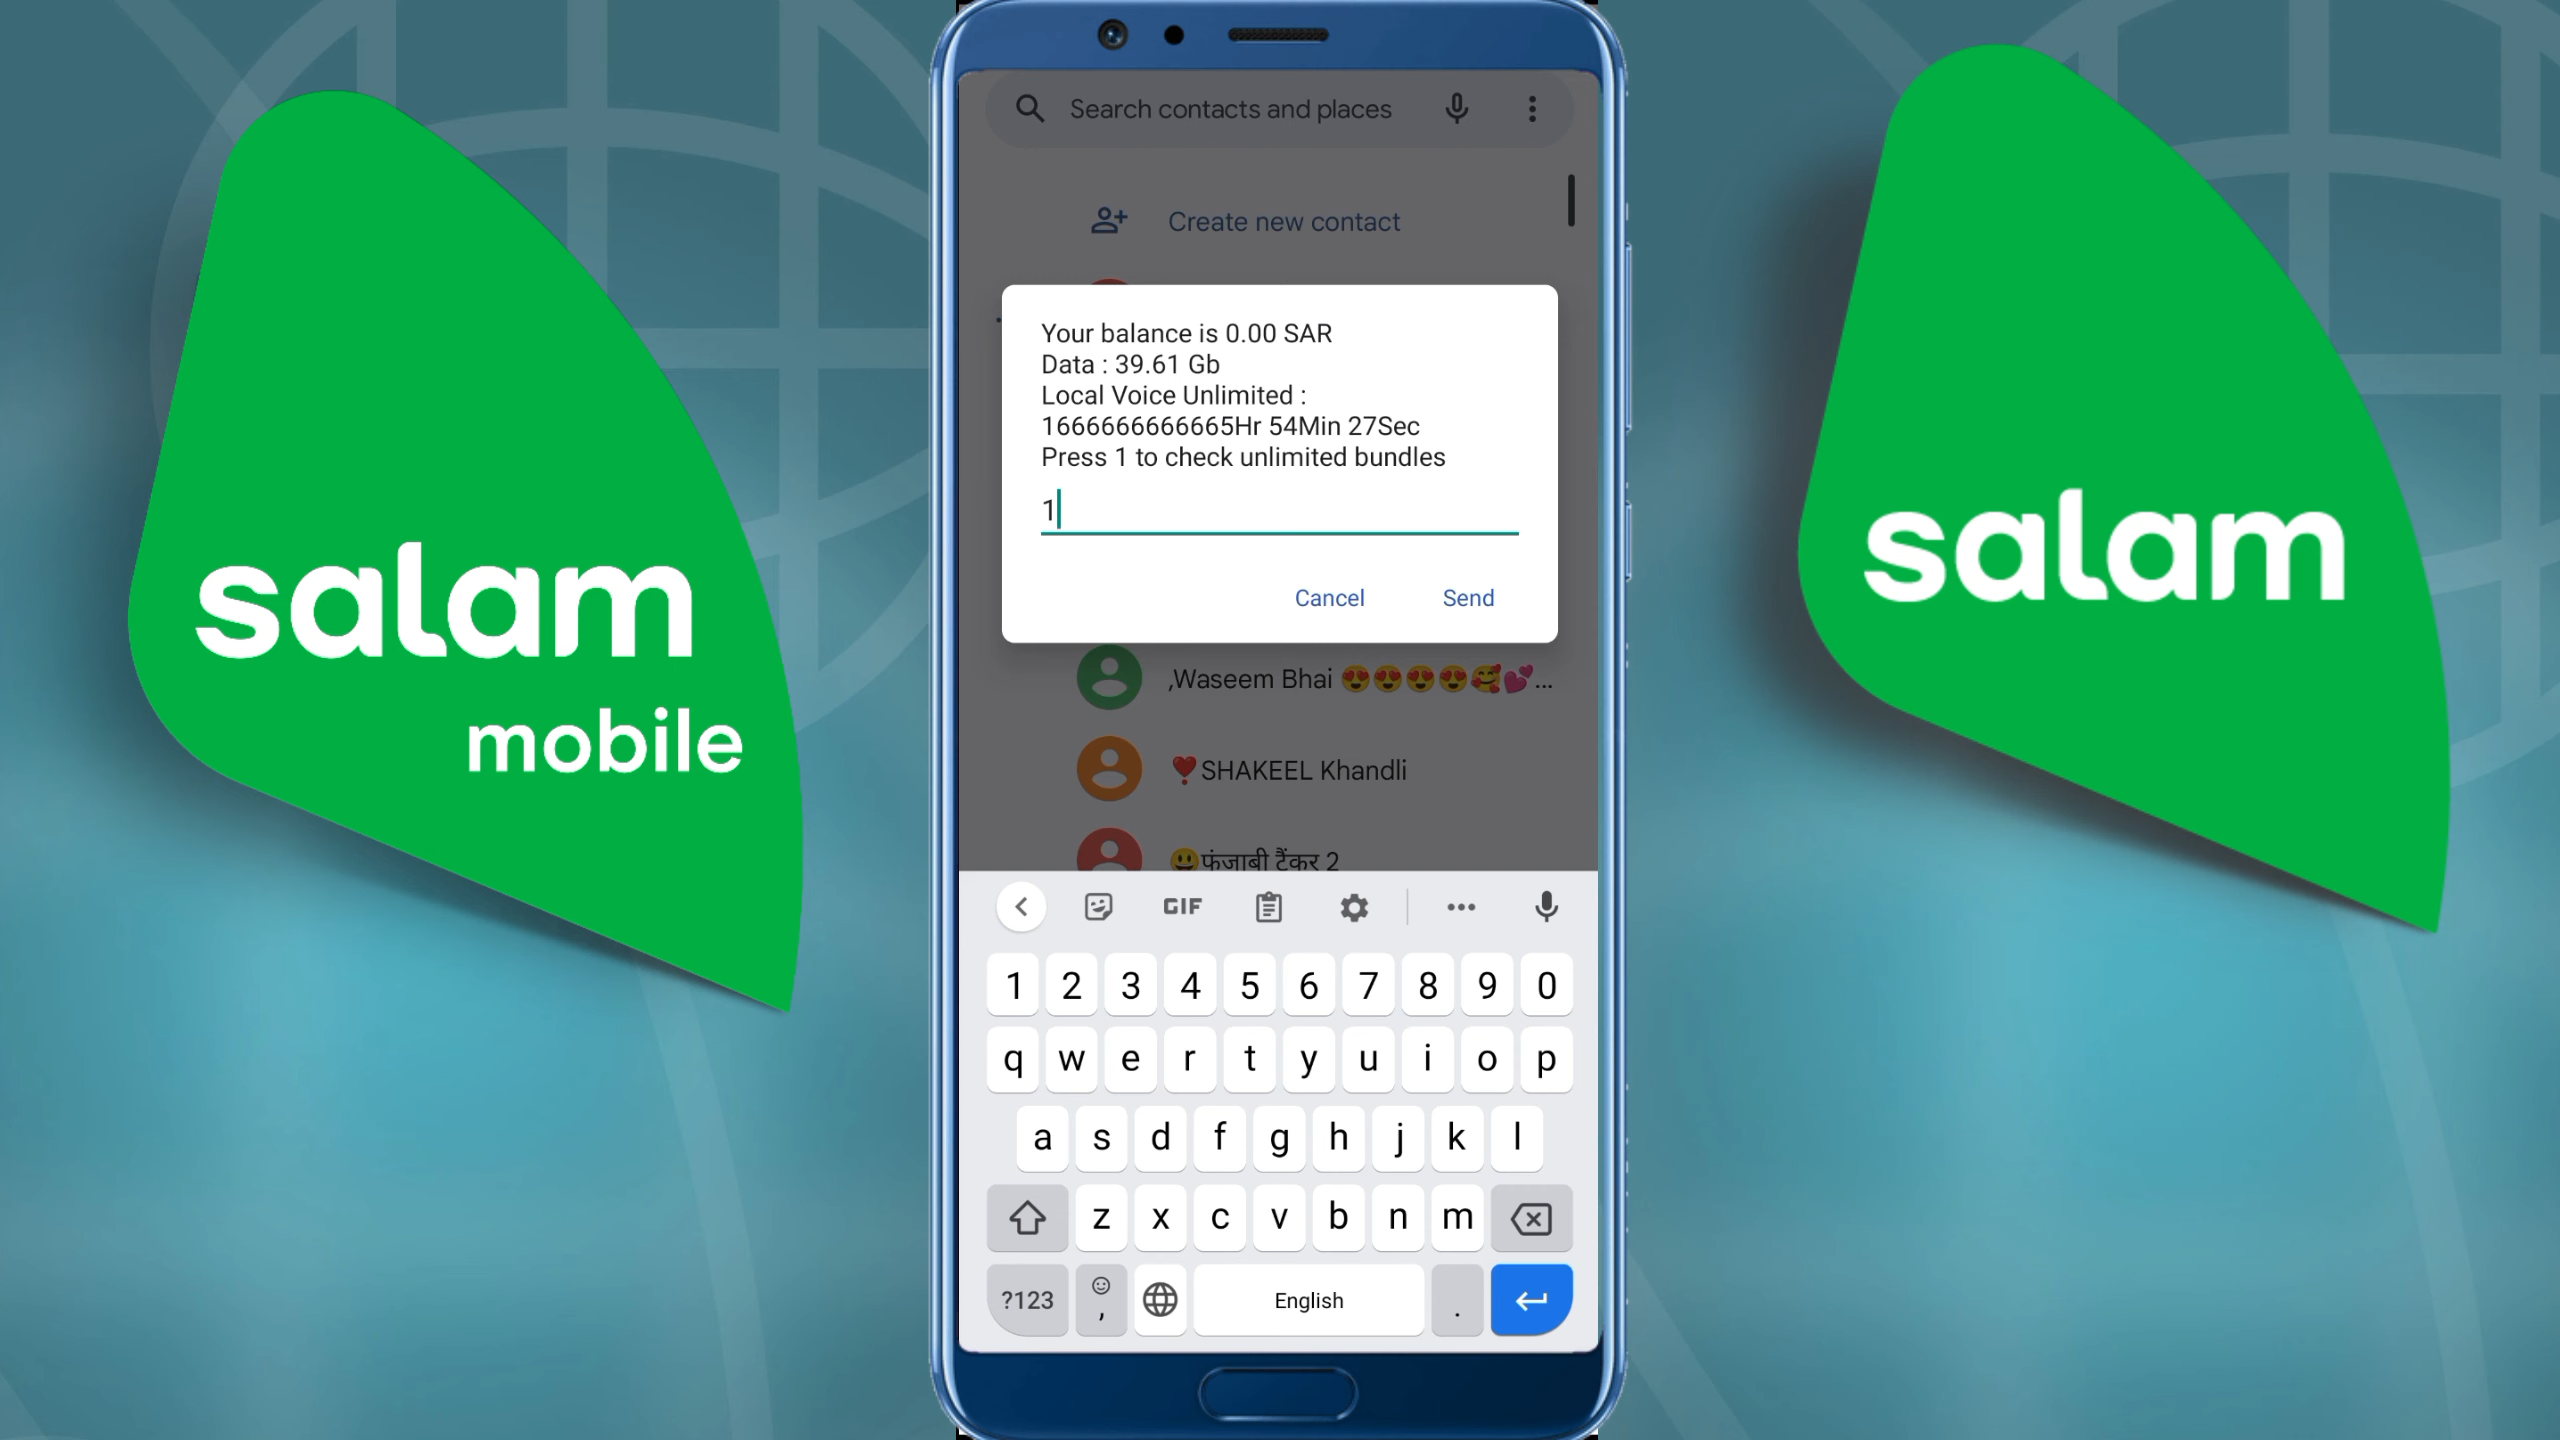 salam
mobile
salam
Search contacts and places
Create new contact
Your balance is 0.00 SAR
Data : 39.61 Gb
Local Voice Unlimited :
1666666666665Hr 54Min 27Sec
Press 1 to check unlimited bundles
1
Cancel Send
,Waseem Bhai 😍😍😍😍🥰💕...
❣️SHAKEEL Khandli
😃फंजाबी टैंकर 2
GIF
1 2 3 4 5 6 7 8 9 0
q w e r t y u i o p
a s d f g h j k l
z x c v b n m
?123 , English .